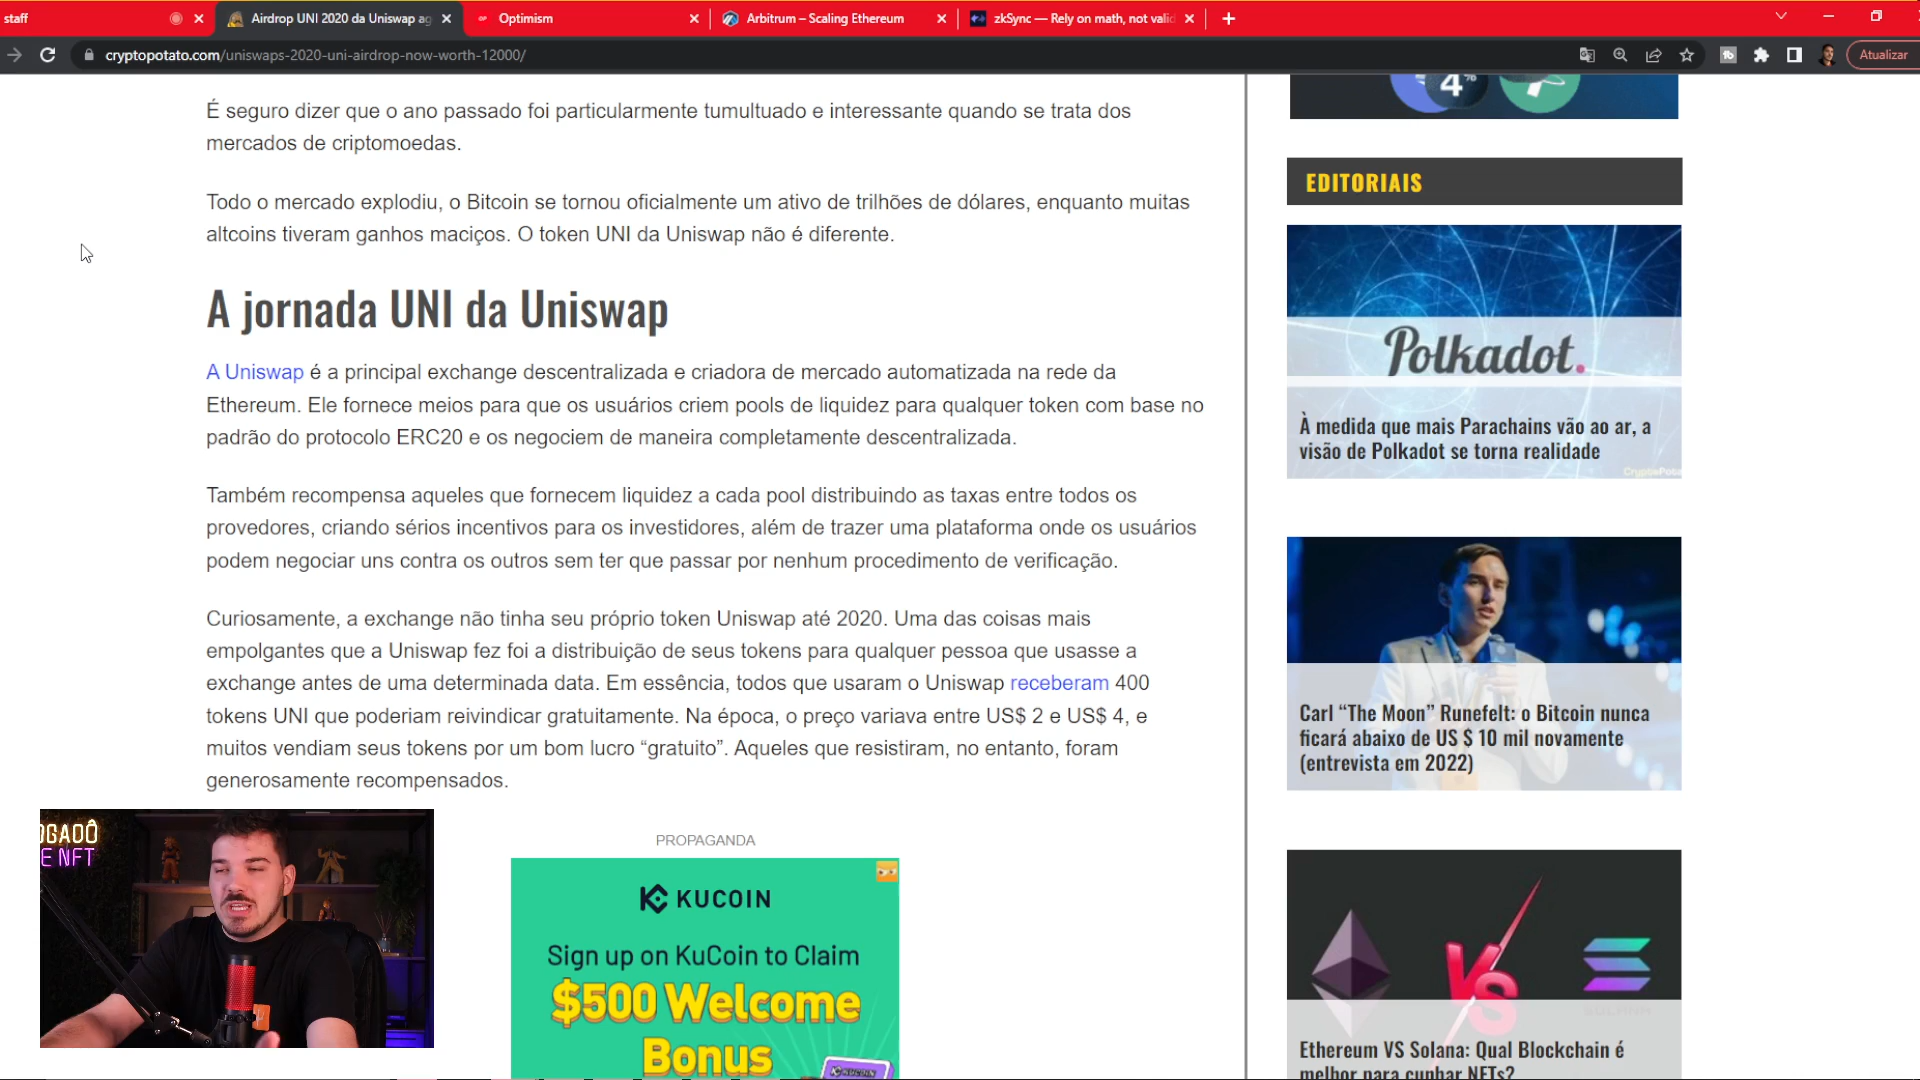 staff
Airdrop UNI 2020 da Uniswap ag
Optimism
Arbitrum – Scaling Ethereum
zkSync — Rely on math, not valid
cryptopotato.com/uniswaps-2020-uni-airdrop-now-worth-12000/
Atualizar
É seguro dizer que o ano passado foi particularmente tumultuado e interessante quando se trata dos
mercados de criptomoedas.
Todo o mercado explodiu, o Bitcoin se tornou oficialmente um ativo de trilhões de dólares, enquanto muitas
altcoins tiveram ganhos maciços. O token UNI da Uniswap não é diferente.
A jornada UNI da Uniswap
A Uniswap é a principal exchange descentralizada e criadora de mercado automatizada na rede da
Ethereum. Ele fornece meios para que os usuários criem pools de liquidez para qualquer token com base no
padrão do protocolo ERC20 e os negociem de maneira completamente descentralizada.
Também recompensa aqueles que fornecem liquidez a cada pool distribuindo as taxas entre todos os
provedores, criando sérios incentivos para os investidores, além de trazer uma plataforma onde os usuários
podem negociar uns contra os outros sem ter que passar por nenhum procedimento de verificação.
Curiosamente, a exchange não tinha seu próprio token Uniswap até 2020. Uma das coisas mais
empolgantes que a Uniswap fez foi a distribuição de seus tokens para qualquer pessoa que usasse a
exchange antes de uma determinada data. Em essência, todos que usaram o Uniswap receberam 400
tokens UNI que poderiam reivindicar gratuitamente. Na época, o preço variava entre US$ 2 e US$ 4, e
muitos vendiam seus tokens por um bom lucro “gratuito”. Aqueles que resistiram, no entanto, foram
generosamente recompensados.
PROPAGANDA
KUCOIN
Sign up on KuCoin to Claim
$500 Welcome
Bonus
KUCOIN
OGADÔ
E NFT
4%
EDITORIAIS
Polkadot.
À medida que mais Parachains vão ao ar, a
visão de Polkadot se torna realidade
CryptoPota
Carl “The Moon” Runefelt: o Bitcoin nunca
ficará abaixo de US $ 10 mil novamente
(entrevista em 2022)
VS
SOLANA
Ethereum VS Solana: Qual Blockchain é
melhor para cunhar NFTs?